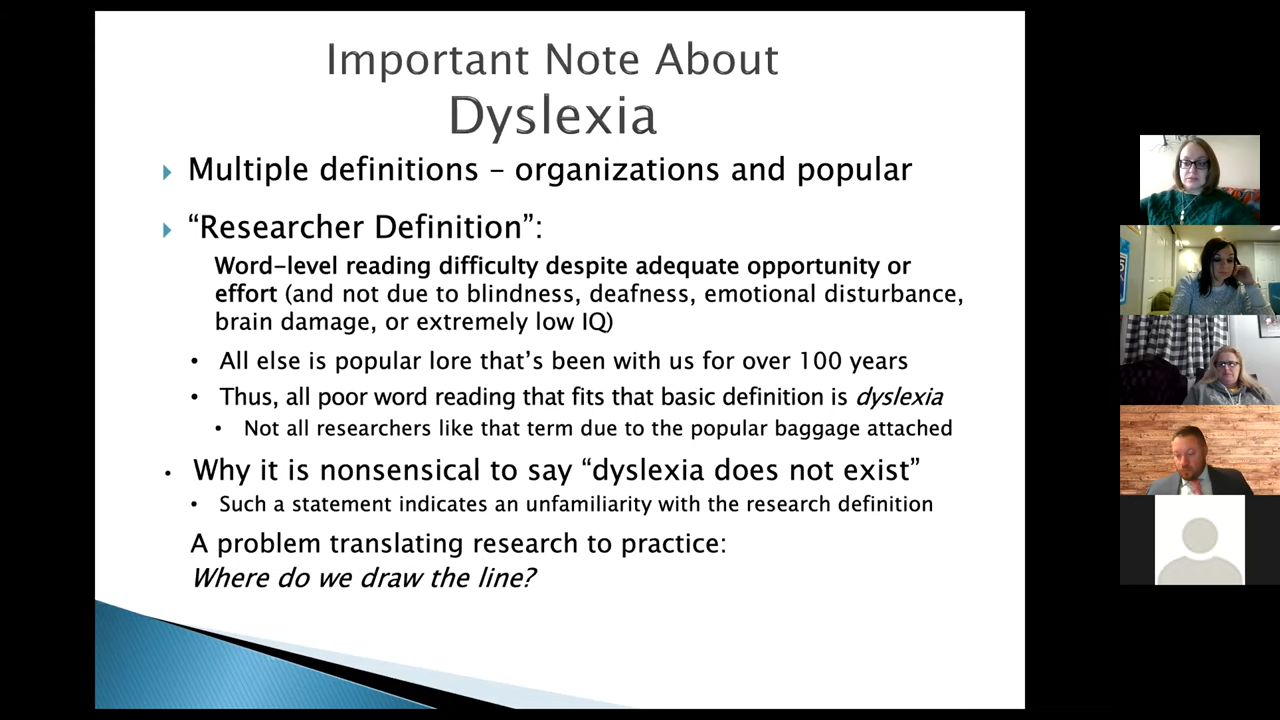 Important Note About
Dyslexia
Multiple definitions – organizations and popular
“Researcher Definition”:
Word-level reading difficulty despite adequate opportunity or
effort (and not due to blindness, deafness, emotional disturbance,
brain damage, or extremely low IQ)
• All else is popular lore that’s been with us for over 100 years
• Thus, all poor word reading that fits that basic definition is dyslexia
• Not all researchers like that term due to the popular baggage attached
• Why it is nonsensical to say “dyslexia does not exist”
• Such a statement indicates an unfamiliarity with the research definition
A problem translating research to practice:
Where do we draw the line?